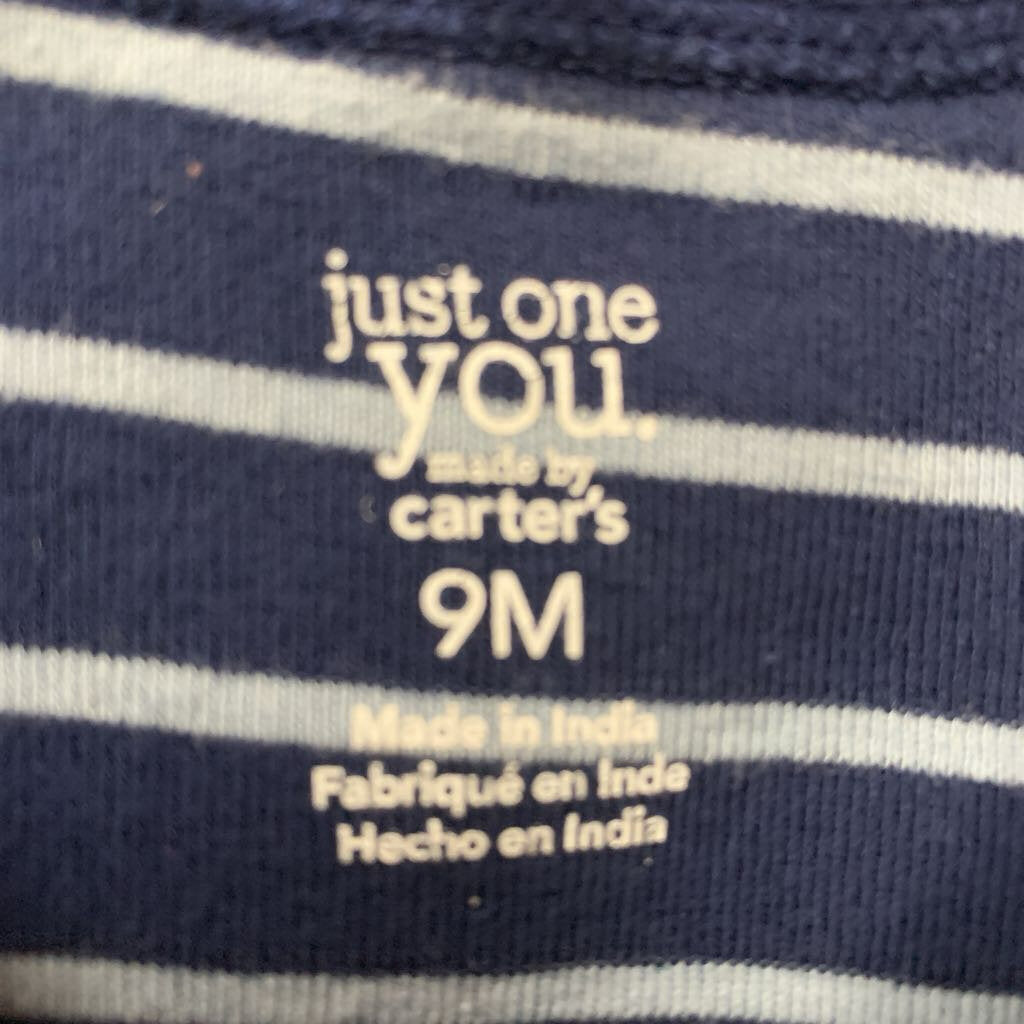 just one
you.
made by
carter's
9M
Made in India
Fabriqué en Inde
Hecho en India